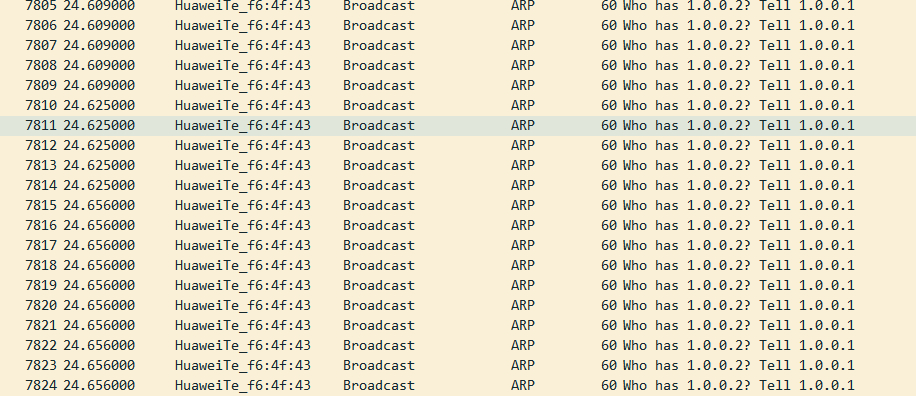 7805 24.609000 HuaweiTe_f6:4f:43 Broadcast ARP 60 Who has 1.0.0.2? Tell 1.0.0.1
7806 24.609000 HuaweiTe_f6:4f:43 Broadcast ARP 60 Who has 1.0.0.2? Tell 1.0.0.1
7807 24.609000 HuaweiTe_f6:4f:43 Broadcast ARP 60 Who has 1.0.0.2? Tell 1.0.0.1
7808 24.609000 HuaweiTe_f6:4f:43 Broadcast ARP 60 Who has 1.0.0.2? Tell 1.0.0.1
7809 24.609000 HuaweiTe_f6:4f:43 Broadcast ARP 60 Who has 1.0.0.2? Tell 1.0.0.1
7810 24.625000 HuaweiTe_f6:4f:43 Broadcast ARP 60 Who has 1.0.0.2? Tell 1.0.0.1
7811 24.625000 HuaweiTe_f6:4f:43 Broadcast ARP 60 Who has 1.0.0.2? Tell 1.0.0.1
7812 24.625000 HuaweiTe_f6:4f:43 Broadcast ARP 60 Who has 1.0.0.2? Tell 1.0.0.1
7813 24.625000 HuaweiTe_f6:4f:43 Broadcast ARP 60 Who has 1.0.0.2? Tell 1.0.0.1
7814 24.625000 HuaweiTe_f6:4f:43 Broadcast ARP 60 Who has 1.0.0.2? Tell 1.0.0.1
7815 24.656000 HuaweiTe_f6:4f:43 Broadcast ARP 60 Who has 1.0.0.2? Tell 1.0.0.1
7816 24.656000 HuaweiTe_f6:4f:43 Broadcast ARP 60 Who has 1.0.0.2? Tell 1.0.0.1
7817 24.656000 HuaweiTe_f6:4f:43 Broadcast ARP 60 Who has 1.0.0.2? Tell 1.0.0.1
7818 24.656000 HuaweiTe_f6:4f:43 Broadcast ARP 60 Who has 1.0.0.2? Tell 1.0.0.1
7819 24.656000 HuaweiTe_f6:4f:43 Broadcast ARP 60 Who has 1.0.0.2? Tell 1.0.0.1
7820 24.656000 HuaweiTe_f6:4f:43 Broadcast ARP 60 Who has 1.0.0.2? Tell 1.0.0.1
7821 24.656000 HuaweiTe_f6:4f:43 Broadcast ARP 60 Who has 1.0.0.2? Tell 1.0.0.1
7822 24.656000 HuaweiTe_f6:4f:43 Broadcast ARP 60 Who has 1.0.0.2? Tell 1.0.0.1
7823 24.656000 HuaweiTe_f6:4f:43 Broadcast ARP 60 Who has 1.0.0.2? Tell 1.0.0.1
7824 24.656000 HuaweiTe_f6:4f:43 Broadcast ARP 60 Who has 1.0.0.2? Tell 1.0.0.1